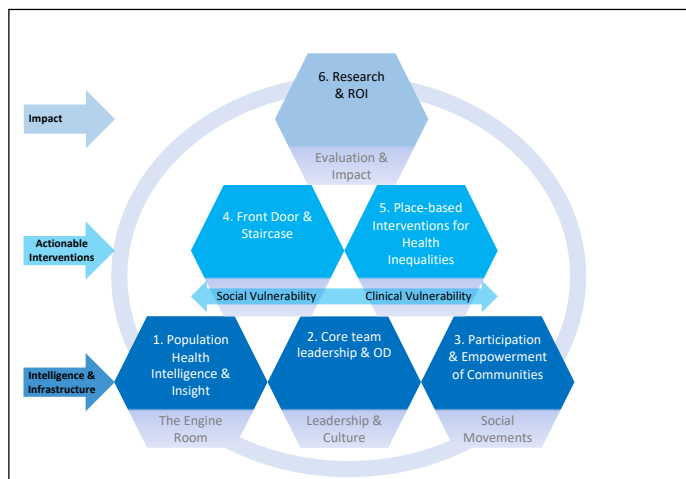 6. Research
& ROI
Impact
Evaluation &
Impact
4. Front Door &
Staircase
5. Place-based
Interventions for
Health
Inequalities
Actionable
Interventions
Social Vulnerability
Clinical Vulnerability
1. Population
Health
Intelligence &
Insight
2. Core team
leadership & OD
3. Participation
& Empowerment
of Communities
Intelligence &
Infrastructure
The Engine
Room
Leadership &
Culture
Social
Movements